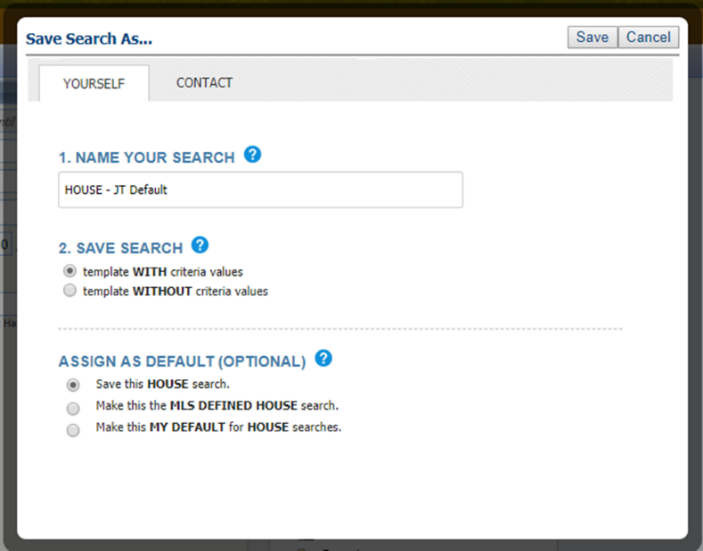 Save Search As...
Save Cancel
YOURSELF CONTACT
1. NAME YOUR SEARCH ?
HOUSE - JT Default
2. SAVE SEARCH ?
template WITH criteria values
template WITHOUT criteria values
ASSIGN AS DEFAULT (OPTIONAL) ?
Save this HOUSE search.
Make this the MLS DEFINED HOUSE search.
Make this MY DEFAULT for HOUSE searches.